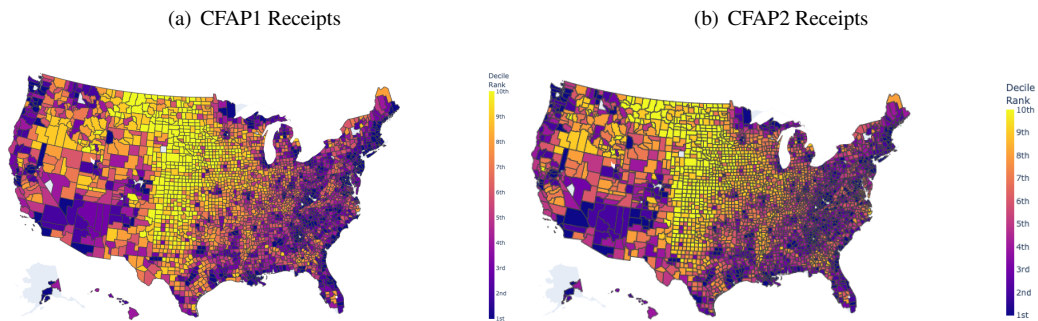 (a) CFAP1 Receipts
Decile
Rank
10th
9th
8th
7th
6th
5th
4th
3rd
2nd
1st
(b) CFAP2 Receipts
Decile
Rank
10th
9th
8th
7th
6th
5th
4th
3rd
2nd
1st